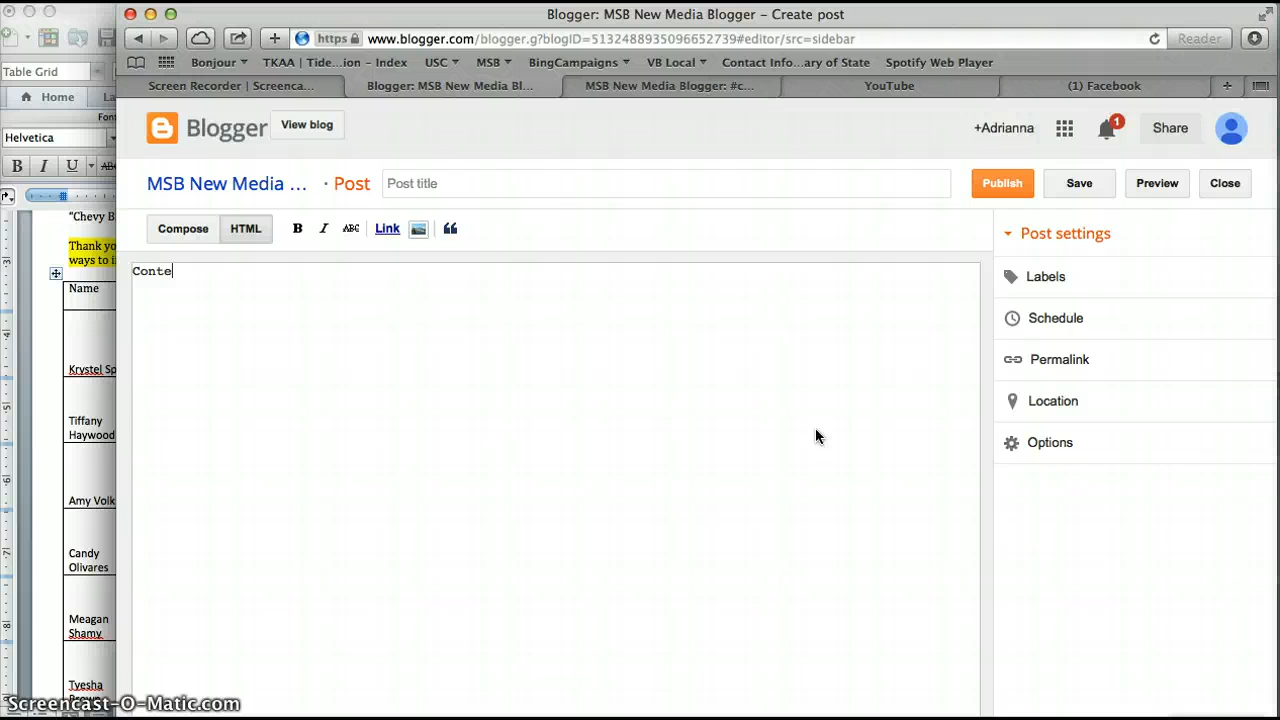 Blogger: MSB New Media Blogger – Create post
https www.blogger.com/blogger.g?blogID=5132488935096652739#editor/src=sidebar Reader
Bonjour TKAA | Tide...ion – Index USC MSB BingCampaigns VB Local Contact Info...ary of State Spotify Web Player
Screen Recorder | Screenca... Blogger: MSB New Media Bl... MSB New Media Blogger: #c... YouTube (1) Facebook
Table Grid
Home
Helvetica
B I U ABC
"Chevy B
Thank yo
ways to i
Name
Krystel Sp
Tiffany
Haywood
Amy Volk
Candy
Olivares
Meagan
Shamy
Tyesha
Brown
Blogger View blog +Adrianna 1 Share
MSB New Media ... · Post Post title Publish Save Preview Close
Compose HTML B I ABC Link
Conte
Post settings
Labels
Schedule
Permalink
Location
Options
Screencast-O-Matic.com